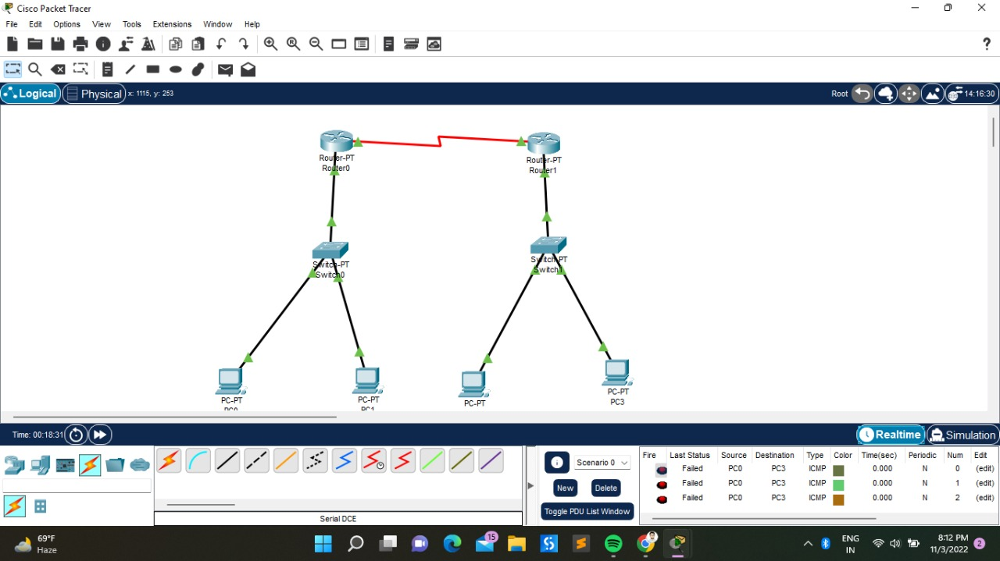 Cisco Packet Tracer
File Edit Options View Tools Extensions Window Help
Logical Physical x: 1115, y: 253 Root 14:16:30
Router-PT
Router0
Router-PT
Router1
Switch-PT
Switch0
Switch-PT
Switch1
PC-PT
PC0
PC-PT
PC1
PC-PT
PC-PT
PC3
Time: 00:18:31 Realtime Simulation
Scenario 0
New Delete
Toggle PDU List Window
Fire Last Status Source Destination Type Color Time(sec) Periodic Num Edit
Failed PC0 PC3 ICMP 0.000 N 0 (edit)
Failed PC0 PC3 ICMP 0.000 N 1 (edit)
Failed PC0 PC3 ICMP 0.000 N 2 (edit)
Serial DCE
69°F
Haze
15
ENG
IN
8:12 PM
11/3/2022
2